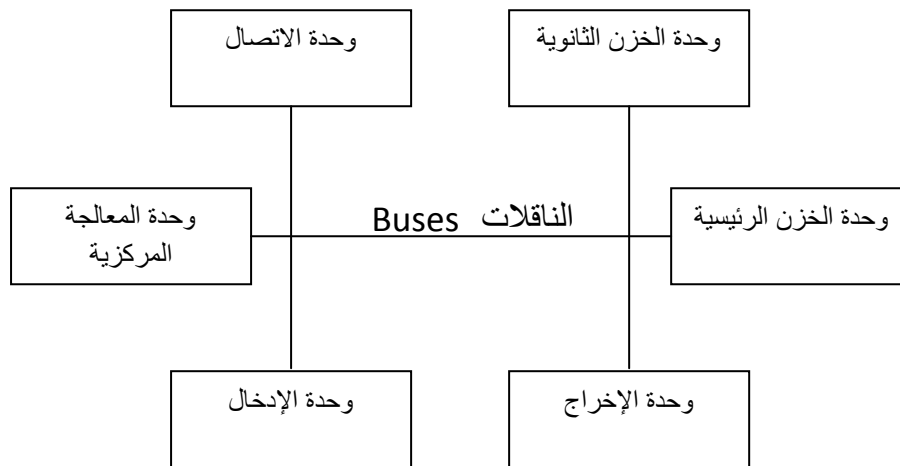 وحدة الخزن الثانوية
وحدة الاتصال
وحدة الخزن الرئيسية
الناقلات Buses
وحدة المعالجة
المركزية
وحدة الإخراج
وحدة الإدخال